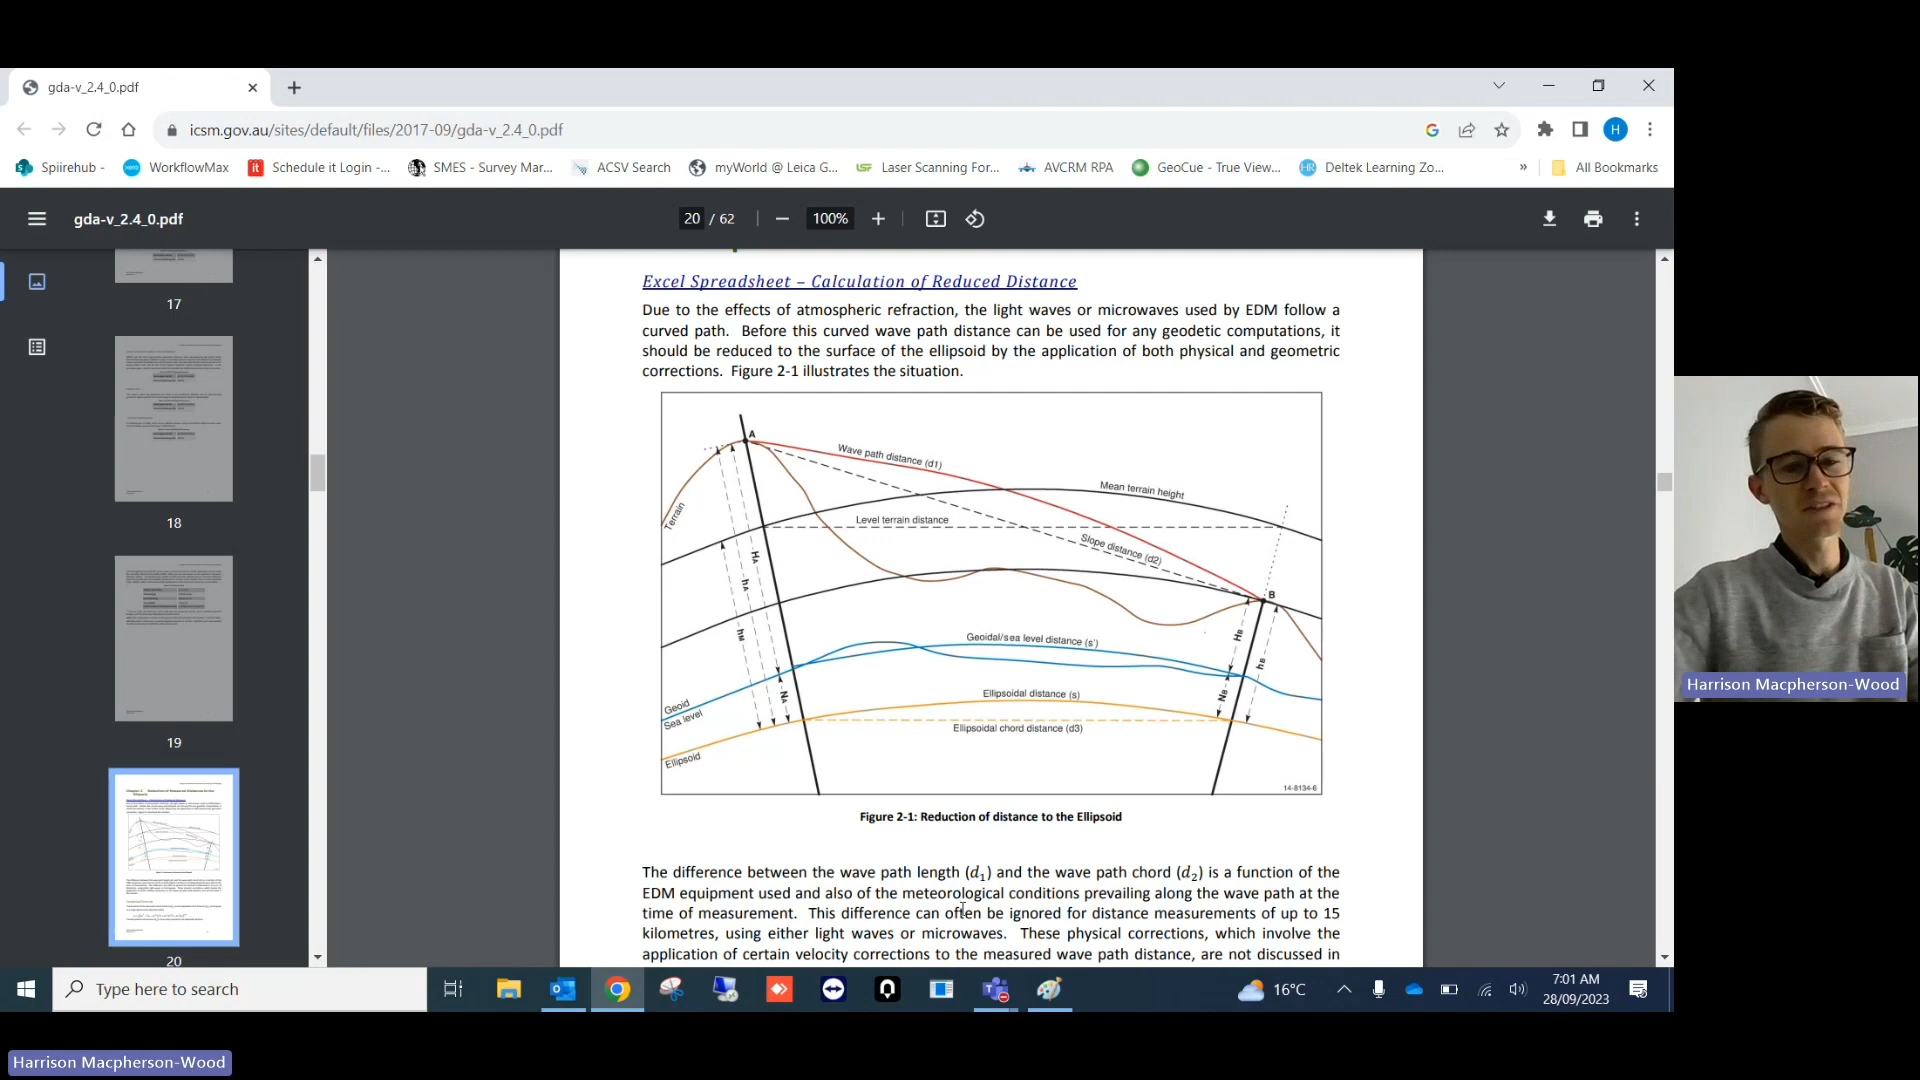 gda-v_2.4_0.pdf
icsm.gov.au/sites/default/files/2017-09/gda-v_2.4_0.pdf
H
Spiirehub -
WorkflowMax
Schedule it Login -...
SMES - Survey Mar...
ACSV Search
myWorld @ Leica G...
Laser Scanning For...
AVCRM RPA
GeoCue - True View...
Deltek Learning Zo...
»
All Bookmarks
gda-v_2.4_0.pdf
20 / 62
100%
17
18
19
20
Excel Spreadsheet – Calculation of Reduced Distance
Due to the effects of atmospheric refraction, the light waves or microwaves used by EDM follow a
curved path. Before this curved wave path distance can be used for any geodetic computations, it
should be reduced to the surface of the ellipsoid by the application of both physical and geometric
corrections. Figure 2-1 illustrates the situation.
A
Wave path distance (d1)
Mean terrain height
Terrain
Level terrain distance
Slope distance (d2)
HA
hA
hM
B
HB
hB
Geoidal/sea level distance (s')
NA
NB
Ellipsoidal distance (s)
Geoid
Sea level
Ellipsoidal chord distance (d3)
Ellipsoid
14-8134-6
Figure 2-1: Reduction of distance to the Ellipsoid
The difference between the wave path length (d₁) and the wave path chord (d₂) is a function of the
EDM equipment used and also of the meteorological conditions prevailing along the wave path at the
time of measurement. This difference can often be ignored for distance measurements of up to 15
kilometres, using either light waves or microwaves. These physical corrections, which involve the
application of certain velocity corrections to the measured wave path distance, are not discussed in
Harrison Macpherson-Wood
Type here to search
16°C
7:01 AM
28/09/2023
Harrison Macpherson-Wood